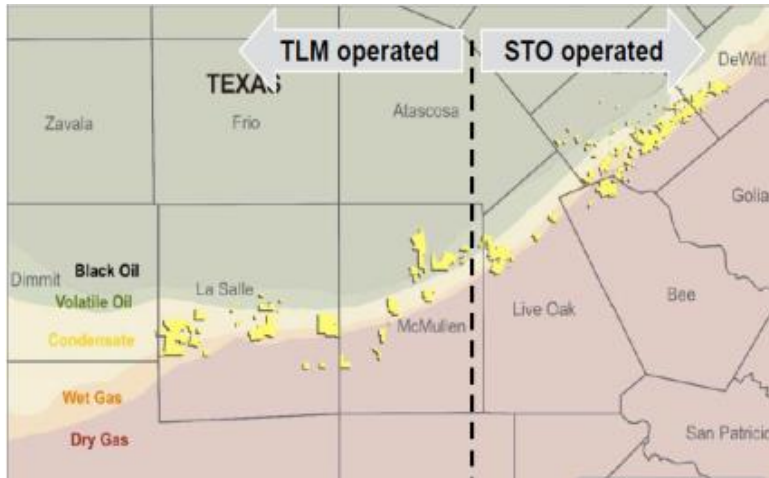 TLM operated
STO operated
DeWitt
TEXAS
Zavala
Frio
Atascosa
Golia
Dimmit
Black Oil
La Salle
Volatile Oil
Condensate
McMullen
Live Oak
Bee
Wet Gas
Dry Gas
San Patricio